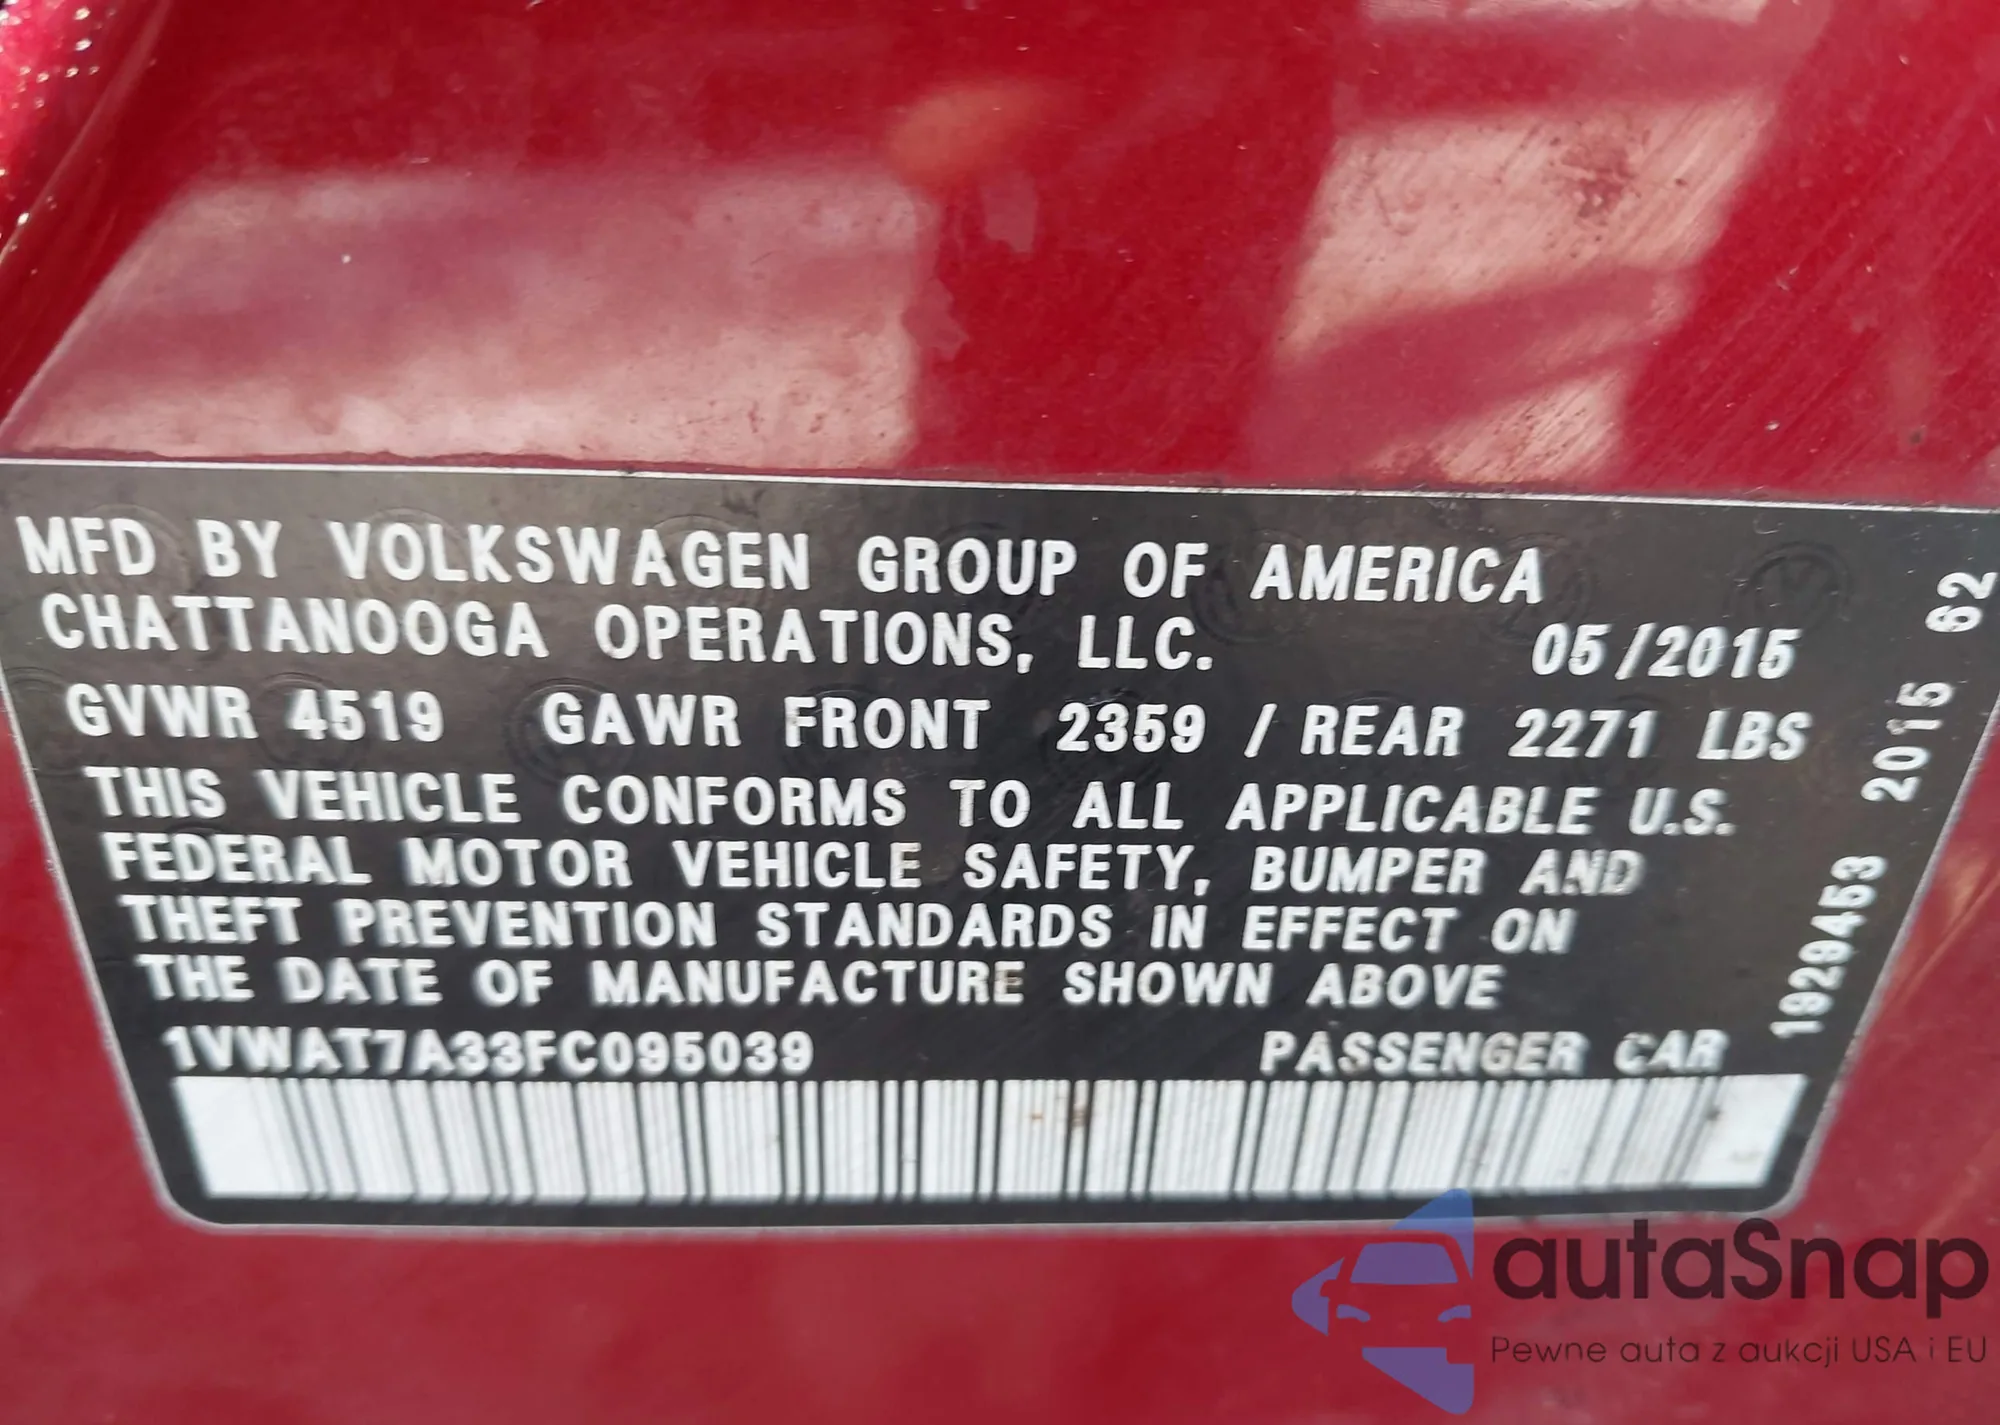 MFD BY VOLKSWAGEN GROUP OF AMERICA
CHATTANOOGA OPERATIONS, LLC. 05/2015
GVWR 4519 GAWR FRONT 2359 / REAR 2271 LBS
THIS VEHICLE CONFORMS TO ALL APPLICABLE U.S.
FEDERAL MOTOR VEHICLE SAFETY, BUMPER AND
THEFT PREVENTION STANDARDS IN EFFECT ON
THE DATE OF MANUFACTURE SHOWN ABOVE
1VWAT7A33FC095039 PASSENGER CAR
1929453 2015 62
autaSnap
Pewne auta z aukcji USA i EU